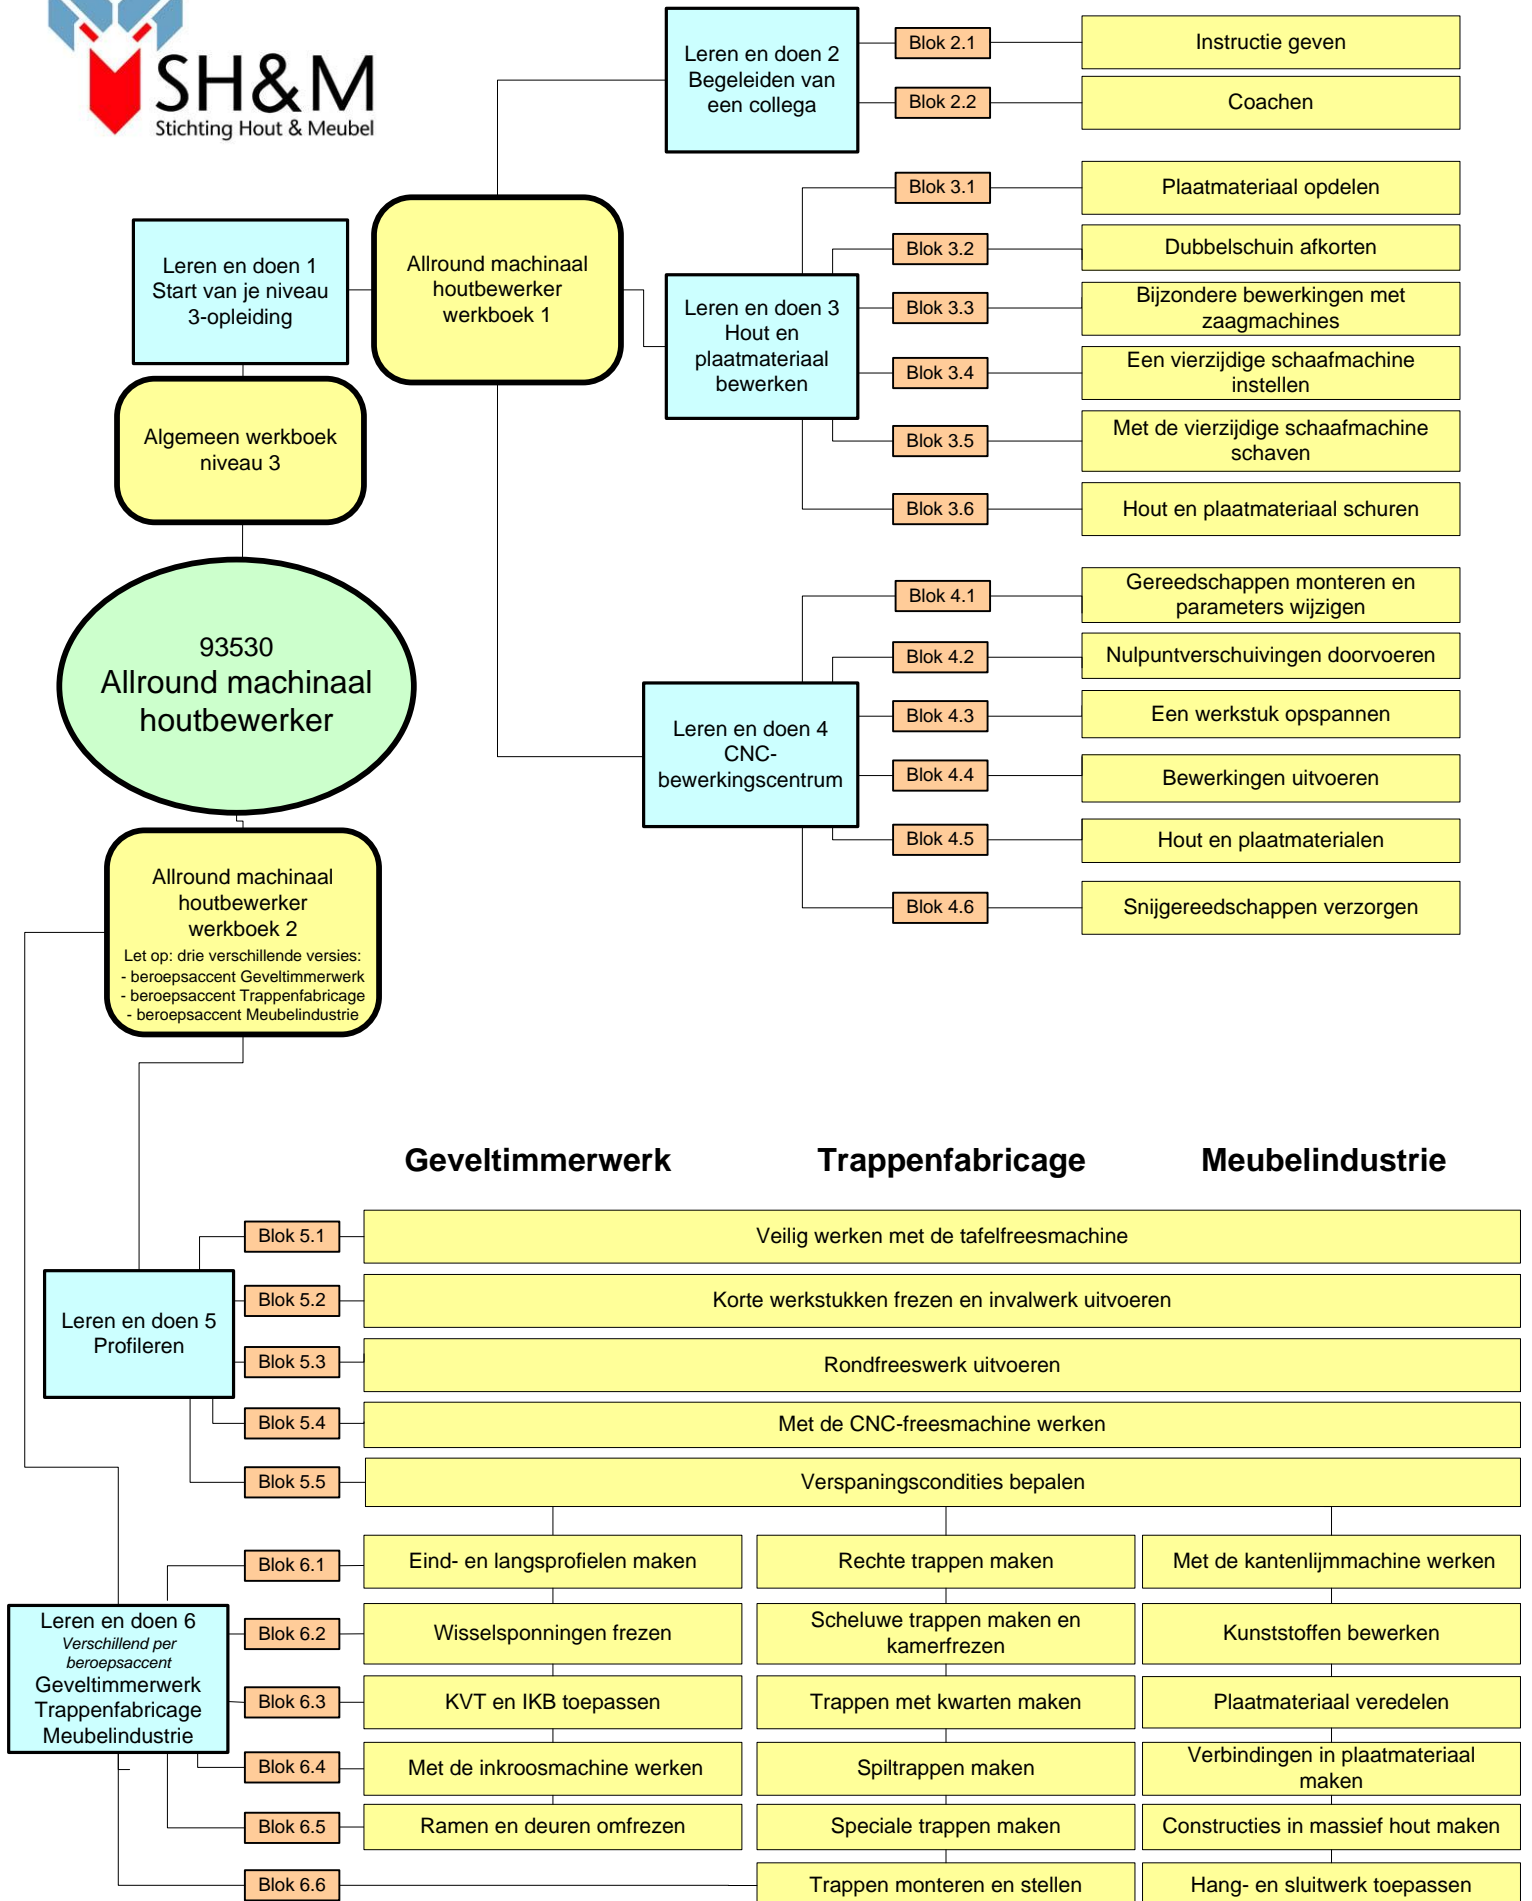 SH&M
Stichting Hout & Meubel
Leren en doen 2
Begeleiden van
een collega
Blok 2.1
Instructie geven
Blok 2.2
Coachen
Leren en doen 1
Start van je niveau
3-opleiding
Allround machinaal
houtbewerker
werkboek 1
Leren en doen 3
Hout en
plaatmateriaal
bewerken
Blok 3.1
Plaatmateriaal opdelen
Blok 3.2
Dubbelschuin afkorten
Blok 3.3
Bijzondere bewerkingen met
zaagmachines
Blok 3.4
Een vierzijdige schaafmachine
instellen
Blok 3.5
Met de vierzijdige schaafmachine
schaven
Blok 3.6
Hout en plaatmateriaal schuren
Algemeen werkboek
niveau 3
93530
Allround machinaal
houtbewerker
Leren en doen 4
CNC-
bewerkingscentrum
Blok 4.1
Gereedschappen monteren en
parameters wijzigen
Blok 4.2
Nulpuntverschuivingen doorvoeren
Blok 4.3
Een werkstuk opspannen
Blok 4.4
Bewerkingen uitvoeren
Blok 4.5
Hout en plaatmaterialen
Blok 4.6
Snijgereedschappen verzorgen
Allround machinaal
houtbewerker
werkboek 2
Let op: drie verschillende versies:
- beroepsaccent Geveltimmerwerk
- beroepsaccent Trappenfabricage
- beroepsaccent Meubelindustrie
Geveltimmerwerk
Trappenfabricage
Meubelindustrie
Leren en doen 5
Profileren
Blok 5.1
Veilig werken met de tafelfreesmachine
Blok 5.2
Korte werkstukken frezen en invalwerk uitvoeren
Blok 5.3
Rondfreeswerk uitvoeren
Blok 5.4
Met de CNC-freesmachine werken
Blok 5.5
Verspaningscondities bepalen
Leren en doen 6
Verschillend per
beroepsaccent
Geveltimmerwerk
Trappenfabricage
Meubelindustrie
Blok 6.1
Eind- en langsprofielen maken
Rechte trappen maken
Met de kantenlijmmachine werken
Blok 6.2
Wisselsponningen frezen
Scheluwe trappen maken en
kamerfrezen
Kunststoffen bewerken
Blok 6.3
KVT en IKB toepassen
Trappen met kwarten maken
Plaatmateriaal veredelen
Blok 6.4
Met de inkroosmachine werken
Spiltrappen maken
Verbindingen in plaatmateriaal
maken
Blok 6.5
Ramen en deuren omfrezen
Speciale trappen maken
Constructies in massief hout maken
Blok 6.6
Trappen monteren en stellen
Hang- en sluitwerk toepassen